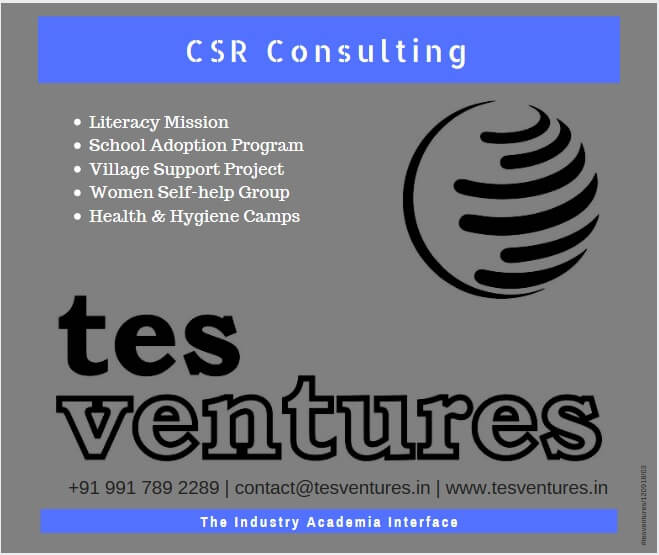 CSR Consulting
• Literacy Mission
• School Adoption Program
• Village Support Project
• Women Self-help Group
• Health & Hygiene Camps
tes
ventures
+91 991 789 2289 | contact@tesventures.in | www.tesventures.in
The Industry Academia Interface